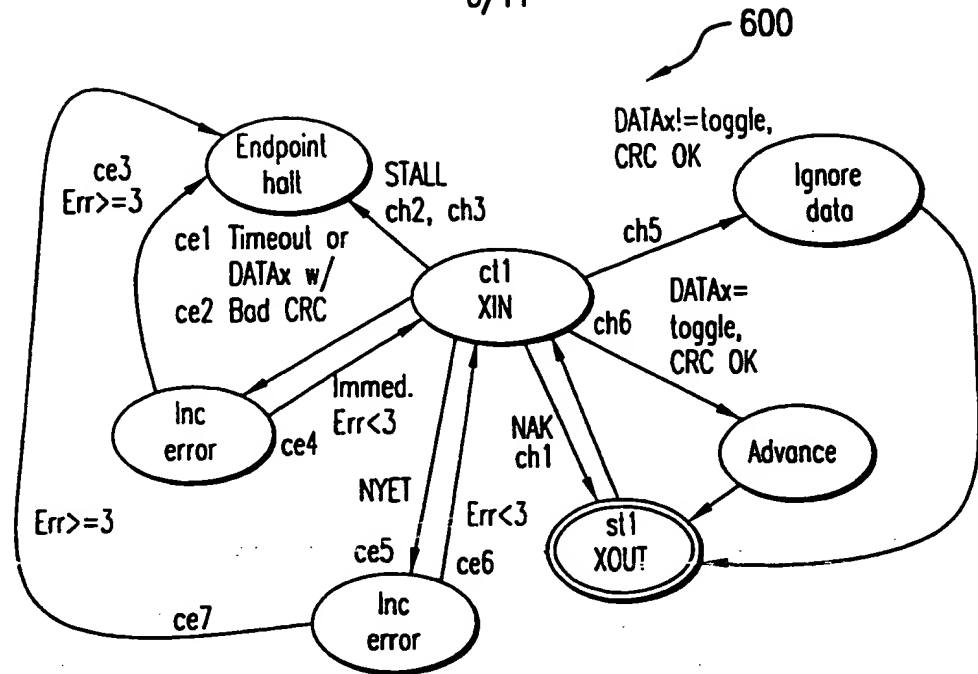 600
DATAx!=toggle,
CRC OK
Endpoint
halt
ce3
Err>=3
STALL
ch2, ch3
Ignore
data
ce1 Timeout or
DATAx w/
ce2 Bad CRC
ct1
XIN
ch5
ch6
DATAx=
toggle,
CRC OK
Immed.
Err<3
Inc
error
ce4
NAK
ch1
Advance
NYET
Err<3
Err>=3
st1
XOUT
ce5
ce6
Inc
error
ce7